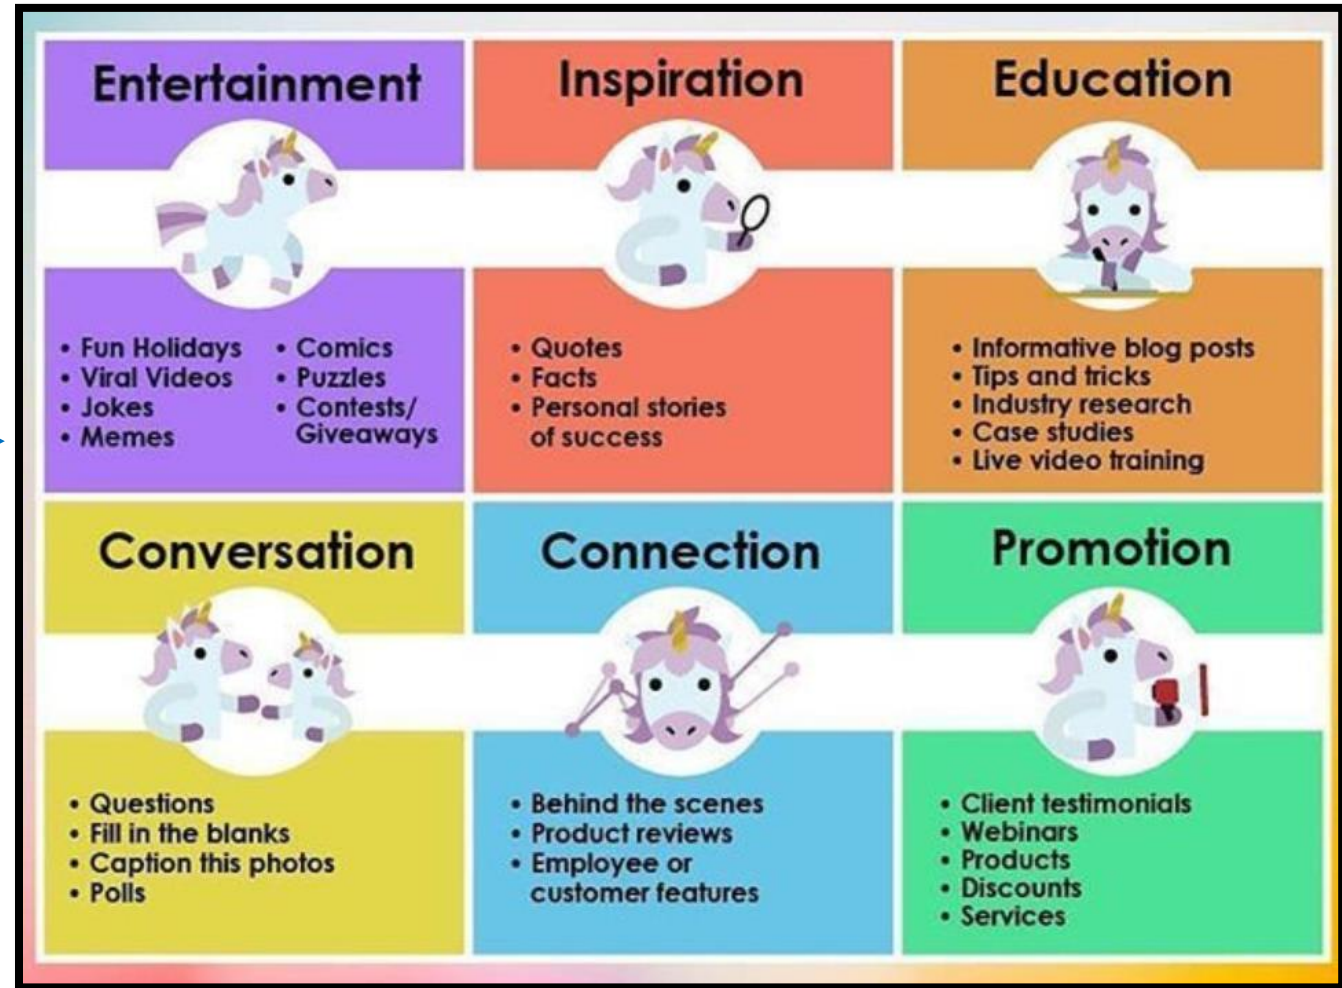 Entertainment
• Fun Holidays
• Viral Videos
• Jokes
• Memes
• Comics
• Puzzles
• Contests/
Giveaways
Inspiration
• Quotes
• Facts
• Personal stories
of success
Education
• Informative blog posts
• Tips and tricks
• Industry research
• Case studies
• Live video training
Conversation
• Questions
• Fill in the blanks
• Caption this photos
• Polls
Connection
• Behind the scenes
• Product reviews
• Employee or
customer features
Promotion
• Client testimonials
• Webinars
• Products
• Discounts
• Services